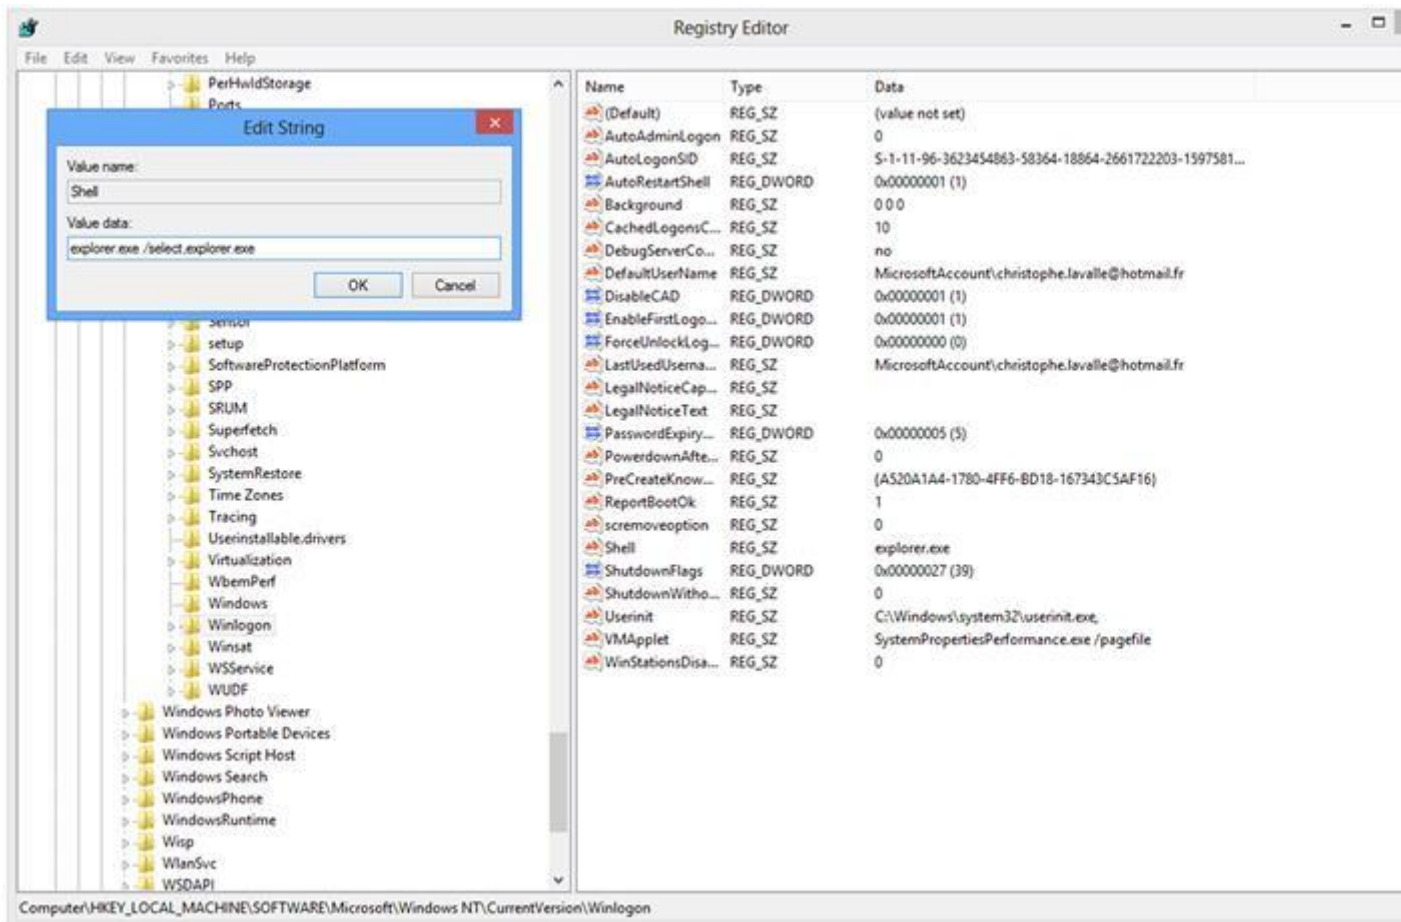 Registry Editor
File Edit View Favorites Help
PerHwIdStorage
Ports
Edit String
Value name:
Shell
Value data:
explorer.exe /select,explorer.exe
OK Cancel
Sensor
setup
SoftwareProtectionPlatform
SPP
SRUM
Superfetch
Svchost
SystemRestore
Time Zones
Tracing
Userinstallable.drivers
Virtualization
WbemPerf
Windows
Winlogon
Winsat
WSService
WUDF
Windows Photo Viewer
Windows Portable Devices
Windows Script Host
Windows Search
WindowsPhone
WindowsRuntime
Wisp
WlanSvc
WSDAPI
Name Type Data
(Default) REG_SZ (value not set)
AutoAdminLogon REG_SZ 0
AutoLogonSID REG_SZ S-1-11-96-3623454863-58364-18864-2661722203-1597581...
AutoRestartShell REG_DWORD 0x00000001 (1)
Background REG_SZ 0 0 0
CachedLogonsC... REG_SZ 10
DebugServerCo... REG_SZ no
DefaultUserName REG_SZ MicrosoftAccount\christophe.lavalle@hotmail.fr
DisableCAD REG_DWORD 0x00000001 (1)
EnableFirstLogo... REG_DWORD 0x00000001 (1)
ForceUnlockLog... REG_DWORD 0x00000000 (0)
LastUsedUserna... REG_SZ MicrosoftAccount\christophe.lavalle@hotmail.fr
LegalNoticeCap... REG_SZ
LegalNoticeText REG_SZ
PasswordExpiry... REG_DWORD 0x00000005 (5)
PowerdownAfte... REG_SZ 0
PreCreateKnow... REG_SZ {A520A1A4-1780-4FF6-BD18-167343C5AF16}
ReportBootOk REG_SZ 1
scremoveoption REG_SZ 0
Shell REG_SZ explorer.exe
ShutdownFlags REG_DWORD 0x00000027 (39)
ShutdownWitho... REG_SZ 0
Userinit REG_SZ C:\Windows\system32\userinit.exe,
VMApplet REG_SZ SystemPropertiesPerformance.exe /pagefile
WinStationsDisa... REG_SZ 0
Computer\HKEY_LOCAL_MACHINE\SOFTWARE\Microsoft\Windows NT\CurrentVersion\Winlogon